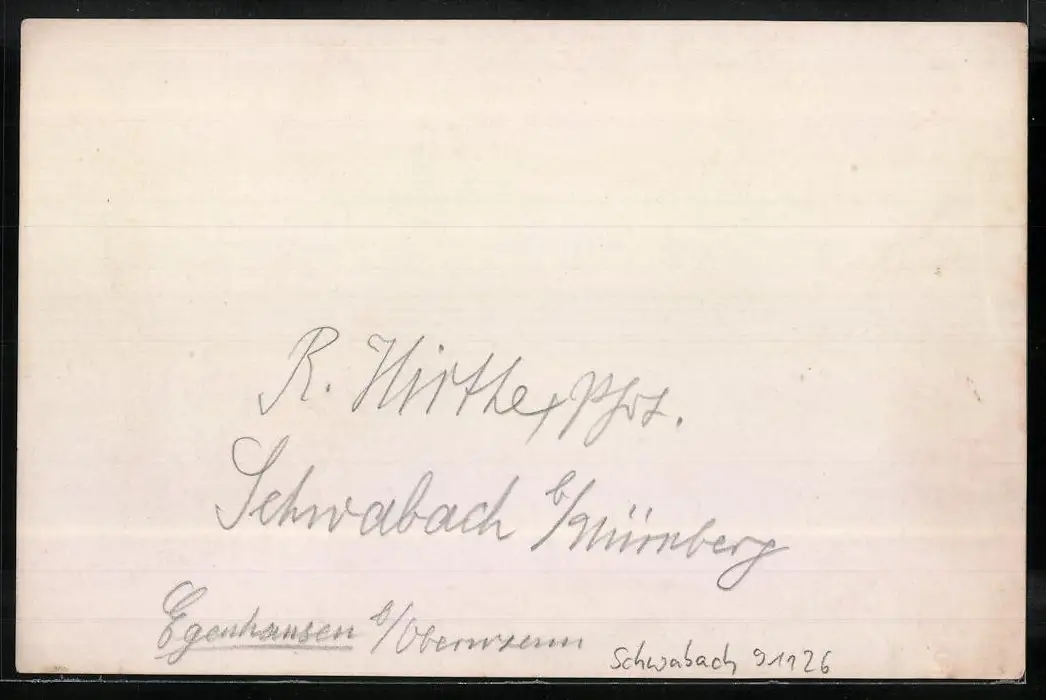 R. Hirthe, Phot.
Schwabach b/Nürnberg
Egenhausen b/Obernzenn
Schwabach 91126